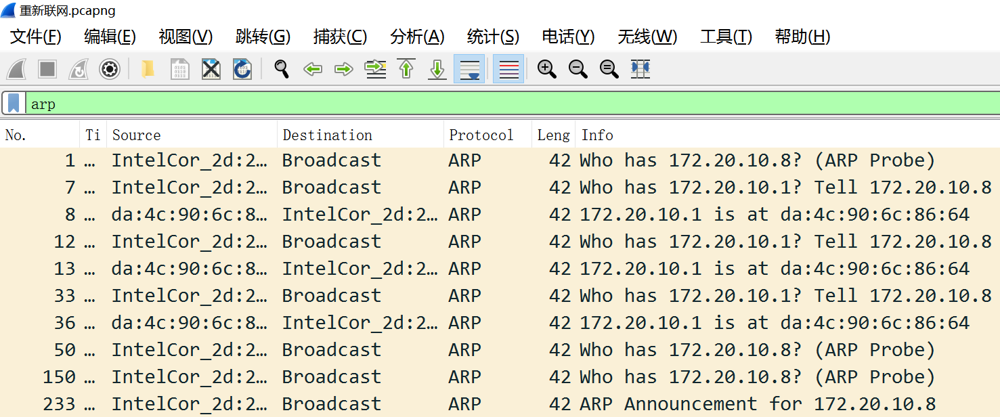 重新联网.pcapng
文件(F) 编辑(E) 视图(V) 跳转(G) 捕获(C) 分析(A) 统计(S) 电话(Y) 无线(W) 工具(T) 帮助(H)
arp
No. Ti Source Destination Protocol Leng Info
1 … IntelCor_2d:2… Broadcast ARP 42 Who has 172.20.10.8? (ARP Probe)
7 … IntelCor_2d:2… Broadcast ARP 42 Who has 172.20.10.1? Tell 172.20.10.8
8 … da:4c:90:6c:8… IntelCor_2d:2… ARP 42 172.20.10.1 is at da:4c:90:6c:86:64
12 … IntelCor_2d:2… Broadcast ARP 42 Who has 172.20.10.1? Tell 172.20.10.8
13 … da:4c:90:6c:8… IntelCor_2d:2… ARP 42 172.20.10.1 is at da:4c:90:6c:86:64
33 … IntelCor_2d:2… Broadcast ARP 42 Who has 172.20.10.1? Tell 172.20.10.8
36 … da:4c:90:6c:8… IntelCor_2d:2… ARP 42 172.20.10.1 is at da:4c:90:6c:86:64
50 … IntelCor_2d:2… Broadcast ARP 42 Who has 172.20.10.8? (ARP Probe)
150 … IntelCor_2d:2… Broadcast ARP 42 Who has 172.20.10.8? (ARP Probe)
233 … IntelCor_2d:2… Broadcast ARP 42 ARP Announcement for 172.20.10.8